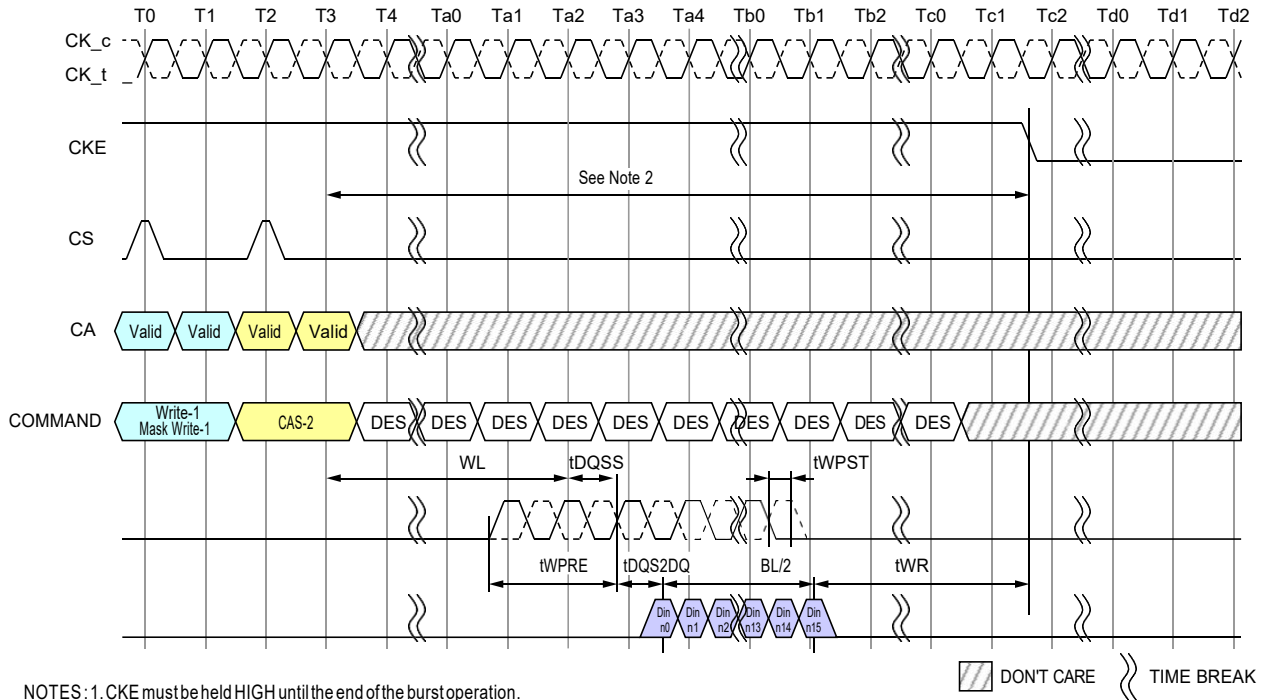 T0 T1 T2 T3 T4 Ta0 Ta1 Ta2 Ta3 Ta4 Tb0 Tb1 Tb2 Tc0 Tc1 Tc2 Td0 Td1 Td2
CK_c
CK_t
CKE
See Note 2
CS
CA Valid Valid Valid Valid
COMMAND Write-1 Mask Write-1 CAS-2 DES DES DES DES DES DES DES DES DES DES
WL tDQSS tWPST
tWPRE tDQS2DQ BL/2 tWR
Din n0 Din n1 Din n2 Din n13 Din n14 Din n15
DON'T CARE TIME BREAK
NOTES : 1. CKE must be held HIGH until the end of the burst operation.